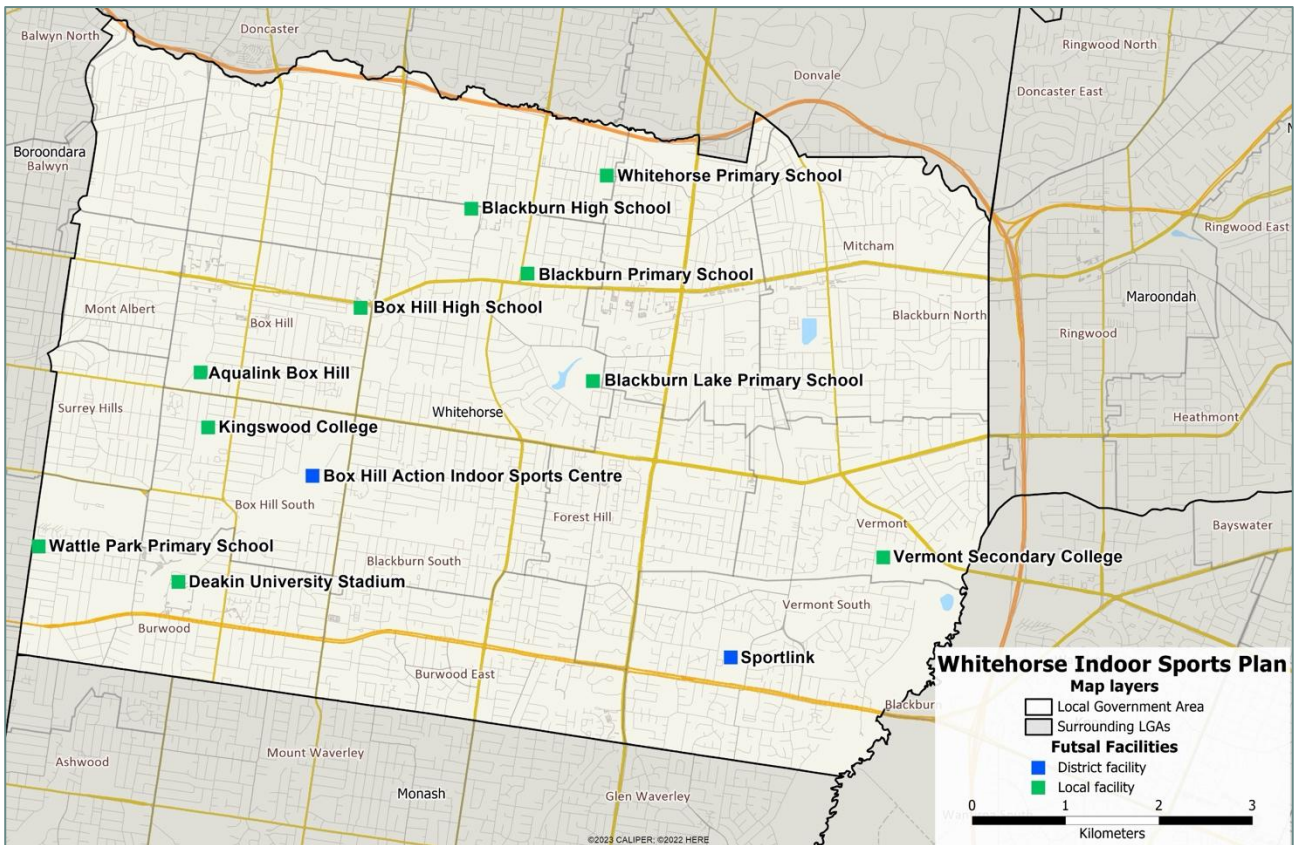 Balwyn North
Doncaster
Ringwood North
Donvale
Doncaster East
Boroondara
Balwyn
Whitehorse Primary School
Blackburn High School
Ringwood East
Mitcham
Blackburn Primary School
Maroondah
Mont Albert
Box Hill High School
Box Hill
Blackburn North
Ringwood
Aqualink Box Hill
Blackburn Lake Primary School
Surrey Hills
Whitehorse
Heathmont
Kingswood College
Box Hill Action Indoor Sports Centre
Box Hill South
Forest Hill
Vermont
Bayswater
Wattle Park Primary School
Blackburn South
Vermont Secondary College
Deakin University Stadium
Vermont South
Burwood
Sportlink
Burwood East
Blackburn
Whitehorse Indoor Sports Plan
Map layers
Local Government Area
Surrounding LGAs
Futsal Facilities
District facility
Local facility
0 1 2 3
Kilometers
Ashwood
Mount Waverley
Monash
Glen Waverley
©2023 CALIPER; ©2022 HERE